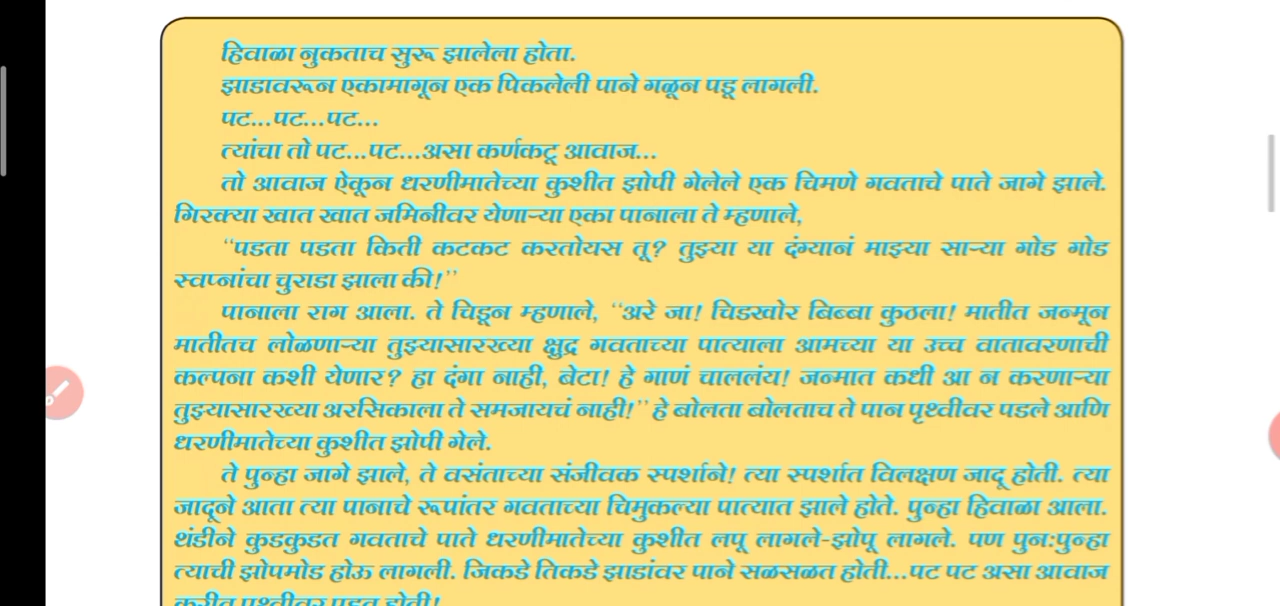 हिवाळा नुकताच सुरू झालेला होता.
झाडावरून एकामागून एक पिकलेली पाने गळून पडू लागली.
पट...पट...पट...
त्यांचा तो पट...पट...असा कर्णकटू आवाज...
तो आवाज ऐकून धरणीमातेच्या कुशीत झोपी गेलेले एक चिमणे गवताचे पाते जागे झाले.
गिरक्या खात खात जमिनीवर येणाऱ्या एका पानाला ते म्हणाले,
‘‘पडता पडता किती कटकट करतोयस तू? तुझ्या या दंग्यानं माझ्या साऱ्या गोड गोड
स्वप्नांचा चुराडा झाला की!’’
पानाला राग आला. ते चिडून म्हणाले, ‘‘अरे जा! चिडखोर बिब्बा कुठला! मातीत जन्मून
मातीतच लोळणाऱ्या तुझ्यासारख्या क्षुद्र गवताच्या पात्याला आमच्या या उच्च वातावरणाची
कल्पना कशी येणार? हा दंगा नाही, बेटा! हे गाणं चाललंय! जन्मात कधी आ न करणाऱ्या
तुझ्यासारख्या अरसिकाला ते समजायचं नाही!’’ हे बोलता बोलताच ते पान पृथ्वीवर पडले आणि
धरणीमातेच्या कुशीत झोपी गेले.
ते पुन्हा जागे झाले, ते वसंताच्या संजीवक स्पर्शाने! त्या स्पर्शात विलक्षण जादू होती. त्या
जादूने आता त्या पानाचे रूपांतर गवताच्या चिमुकल्या पात्यात झाले होते. पुन्हा हिवाळा आला.
थंडीने कुडकुडत गवताचे पाते धरणीमातेच्या कुशीत लपू लागले-झोपू लागले. पण पुन:पुन्हा
त्याची झोपमोड होऊ लागली. जिकडे तिकडे झाडांवर पाने सळसळत होती...पट पट असा आवाज
करीत पृथ्वीवर पडत होती!